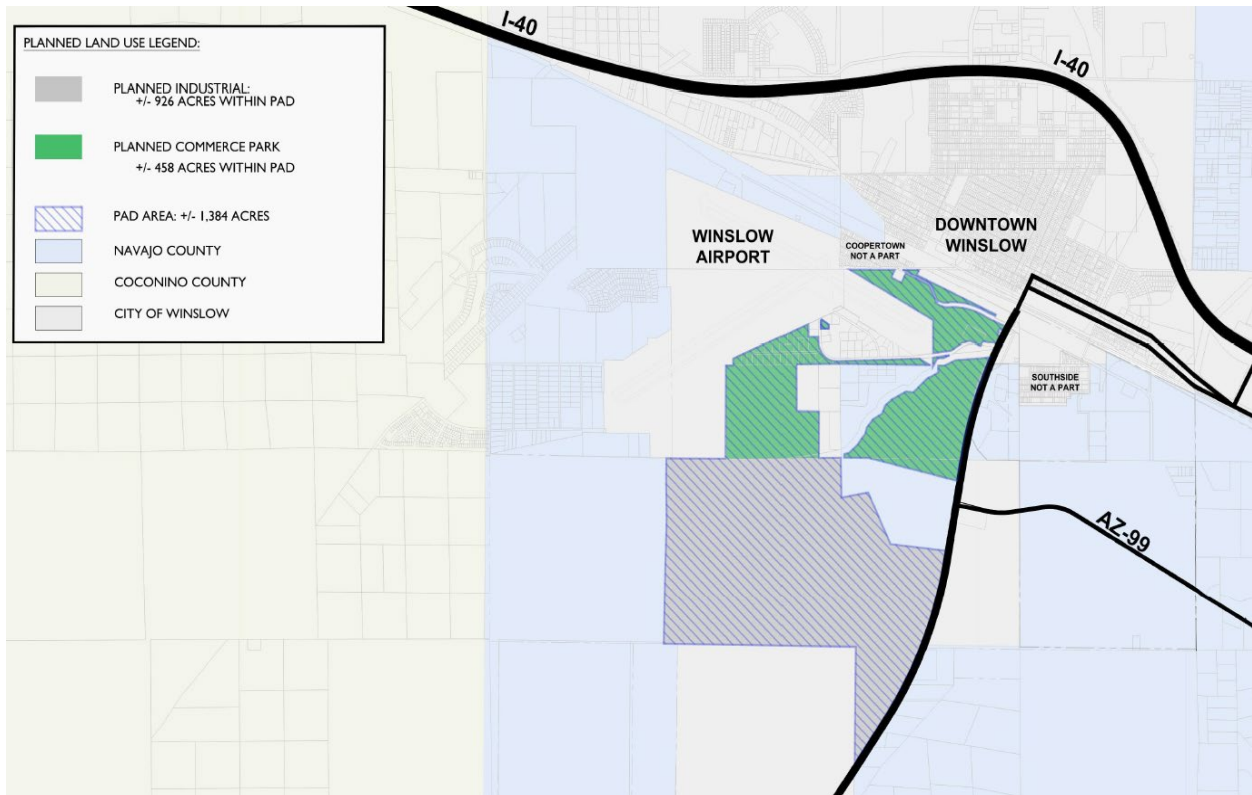 PLANNED LAND USE LEGEND:
PLANNED INDUSTRIAL:
+/- 926 ACRES WITHIN PAD
PLANNED COMMERCE PARK
+/- 458 ACRES WITHIN PAD
PAD AREA: +/- 1,384 ACRES
NAVAJO COUNTY
COCONINO COUNTY
CITY OF WINSLOW
I-40
I-40
WINSLOW
AIRPORT
COOPERTOWN
NOT A PART
DOWNTOWN
WINSLOW
SOUTHSIDE
NOT A PART
AZ-99